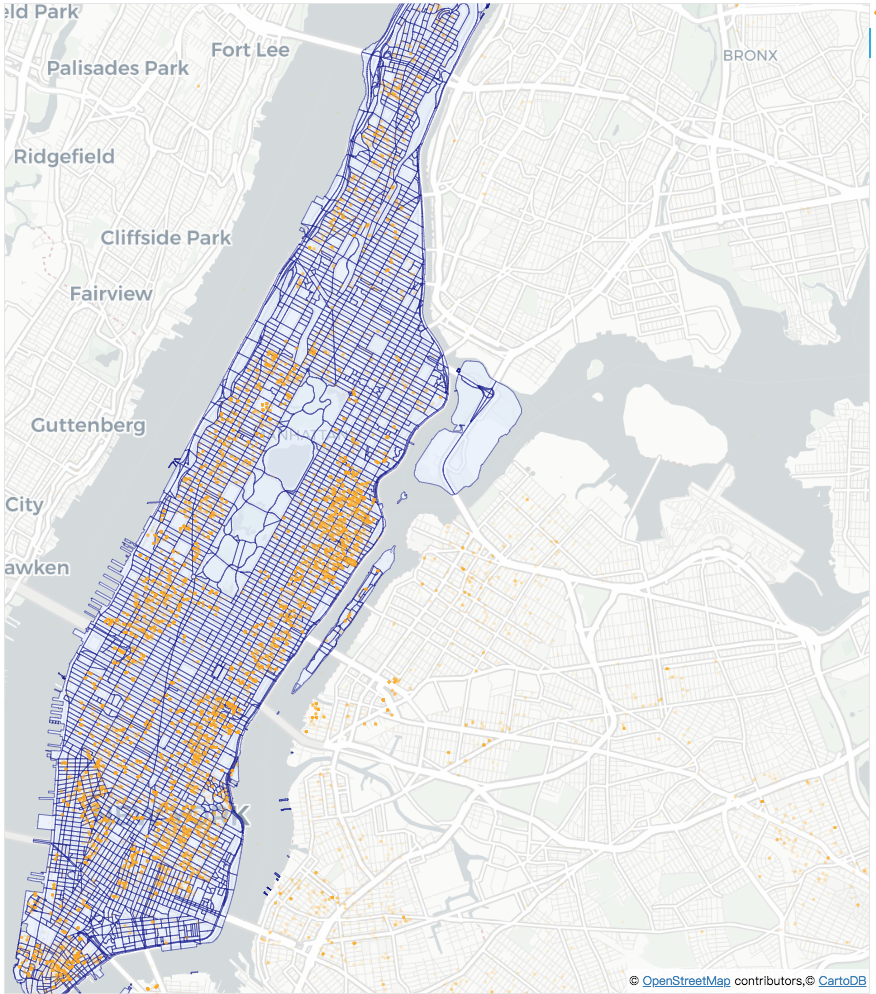 eld Park
Fort Lee
BRONX
Palisades Park
Ridgefield
Cliffside Park
Fairview
Guttenberg
City
awken
© OpenStreetMap contributors,© CartoDB